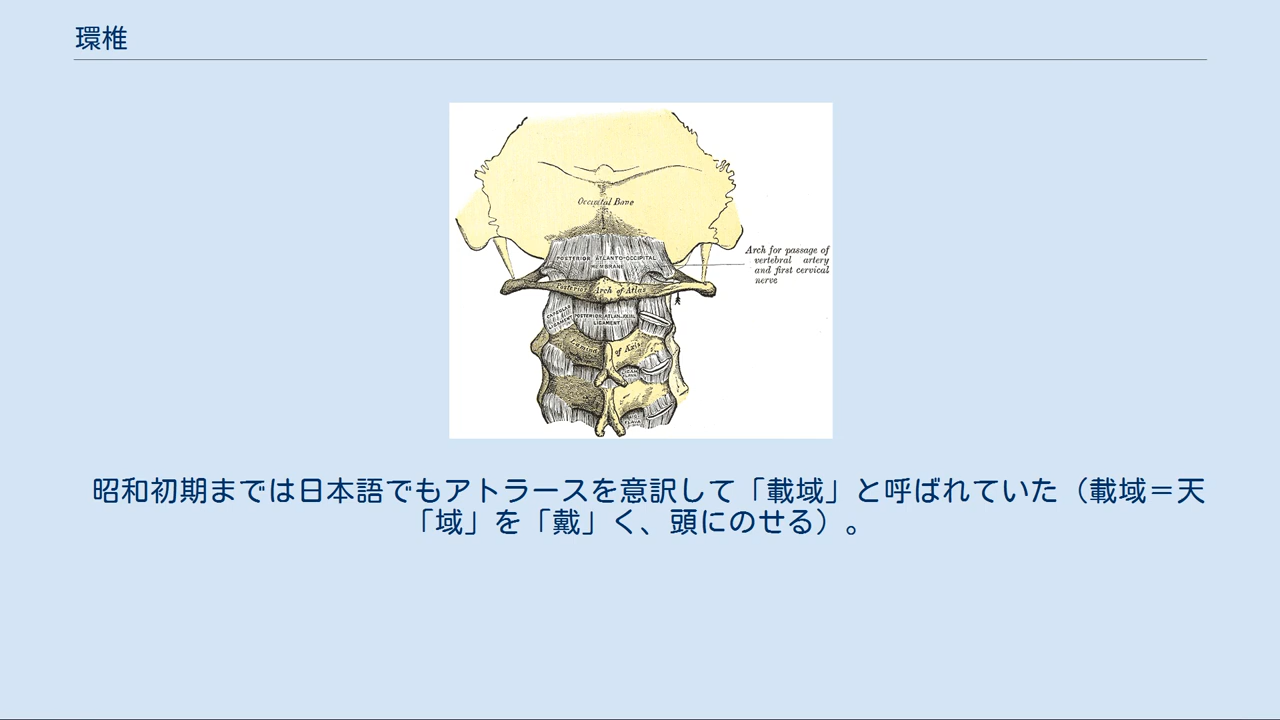 環椎
Occipital Bone
POSTERIOR ATLANTO-OCCIPITAL
MEMBRANE
Arch for passage of
vertebral artery
and first cervical
nerve
Posterior Arch of Atlas
CAPSULAR
LIGAMENT
POSTERIOR ATLAN-AXIAL
LIGAMENT
of Axis
昭和初期までは日本語でもアトラースを意訳して「載域」と呼ばれていた（載域＝天
「域」を「戴」く、頭にのせる）。